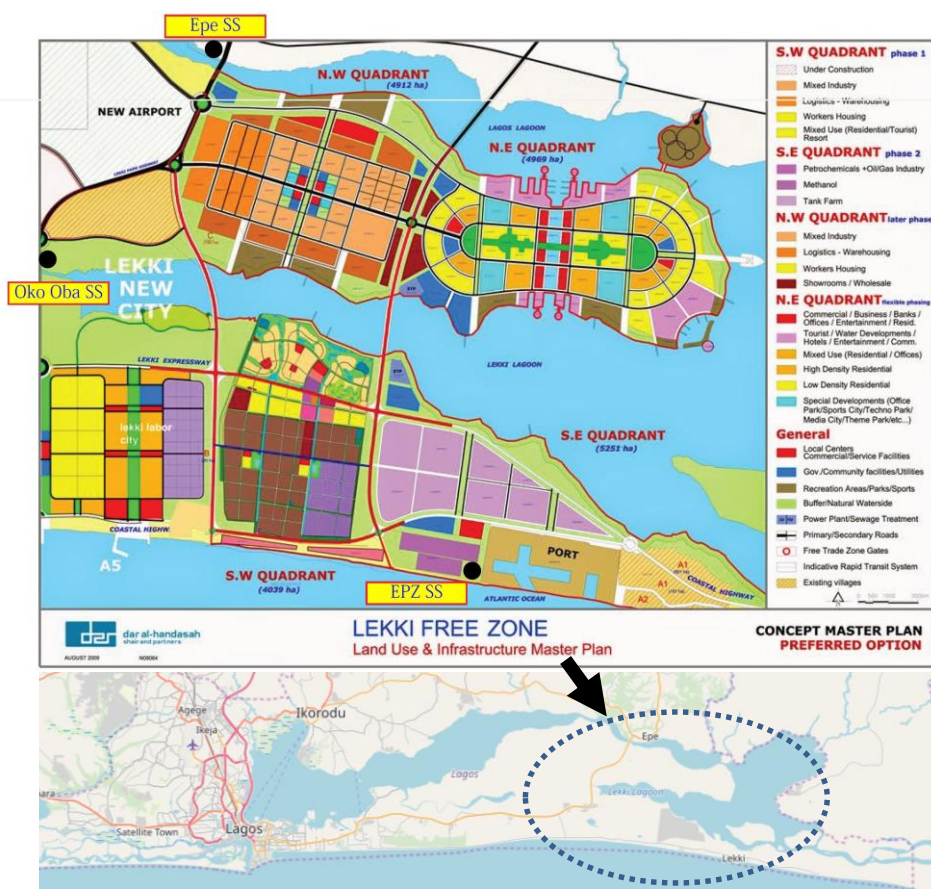 Epe SS
N.W QUADRANT
(4912 ha)
NEW AIRPORT
LAGOS LAGOON
N.E QUADRANT
(4969 ha)
Oko Oba SS
LEKKI
NEW
CITY
STP
LEKKI EXPRESSWAY
LEKKI LAGOON
STP
lekki labor
city
S.E QUADRANT
(5251 ha)
B
C
COASTAL HIGHW.
A5
S.W QUADRANT
(4039 ha)
EPZ SS
PORT
ATLANTIC OCEAN
A1
A1
A2
COASTAL HIGHWAY
S.W QUADRANT phase 1
Under Construction
Mixed Industry
Logistics - Warehousing
Workers Housing
Mixed Use (Residential/Tourist)
Resort
S.E QUADRANT phase 2
Petrochemicals +Oil/Gas Industry
Methanol
Tank Farm
N.W QUADRANT later phase
Mixed Industry
Logistics - Warehousing
Workers Housing
Showrooms / Wholesale
N.E QUADRANT flexible phasing
Commercial / Business / Banks /
Offices / Entertainment / Resid.
Tourist / Water Developments /
Hotels / Entertainment / Comm.
Mixed Use (Residential / Offices)
High Density Residential
Low Density Residential
Special Developments (Office
Park/Sports City/Techno Park/
Media City/Theme Park/etc...)
General
Local Centers
Commercial/Service Facilities
Gov./Community facilities/Utilities
Recreation Areas/Parks/Sports
Buffer/Natural Waterside
Power Plant/Sewage Treatment
Primary/Secondary Roads
Free Trade Zone Gates
Indicative Rapid Transit System
Existing villages
dar
dar al-handasah
shair and partners
AUGUST 2009
N08064
LEKKI FREE ZONE
Land Use & Infrastructure Master Plan
CONCEPT MASTER PLAN
PREFERRED OPTION
Agege
Ikeja
Ikorodu
Epe
Lagos
Lekki Lagoon
Satellite Town
Lagos
Lekki